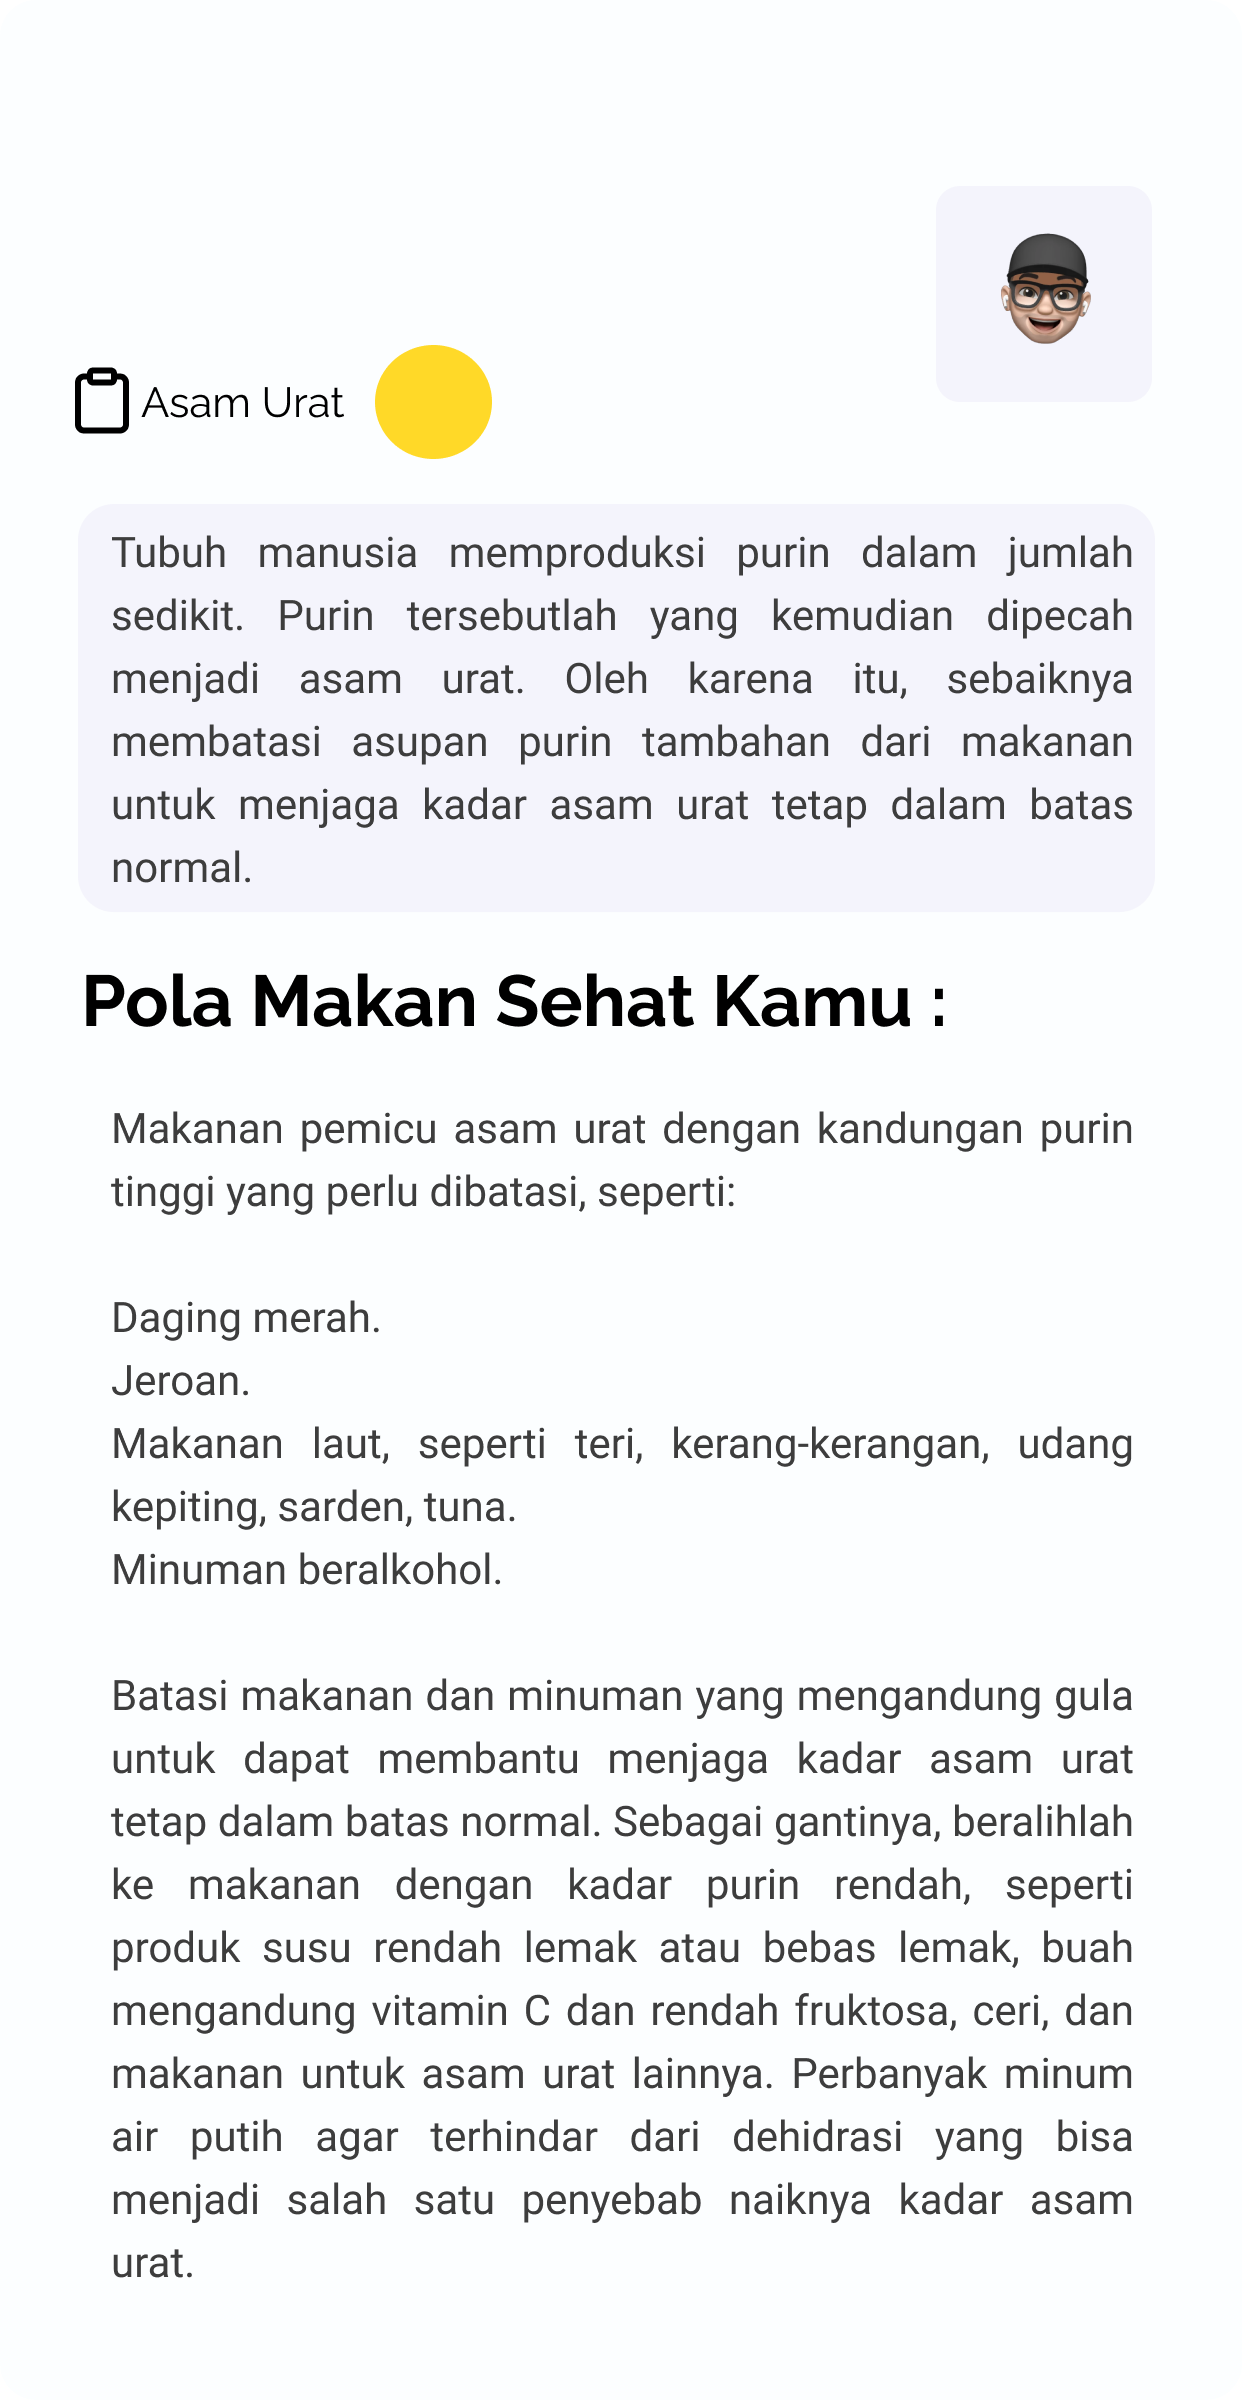 Asam Urat
Tubuh manusia memproduksi purin dalam jumlah
sedikit. Purin tersebutlah yang kemudian dipecah
menjadi asam urat. Oleh karena itu, sebaiknya
membatasi asupan purin tambahan dari makanan
untuk menjaga kadar asam urat tetap dalam batas
normal.
Pola Makan Sehat Kamu :
Makanan pemicu asam urat dengan kandungan purin
tinggi yang perlu dibatasi, seperti:
Daging merah.
Jeroan.
Makanan laut, seperti teri, kerang-kerangan, udang
kepiting, sarden, tuna.
Minuman beralkohol.
Batasi makanan dan minuman yang mengandung gula
untuk dapat membantu menjaga kadar asam urat
tetap dalam batas normal. Sebagai gantinya, beralihlah
ke makanan dengan kadar purin rendah, seperti
produk susu rendah lemak atau bebas lemak, buah
mengandung vitamin C dan rendah fruktosa, ceri, dan
makanan untuk asam urat lainnya. Perbanyak minum
air putih agar terhindar dari dehidrasi yang bisa
menjadi salah satu penyebab naiknya kadar asam
urat.